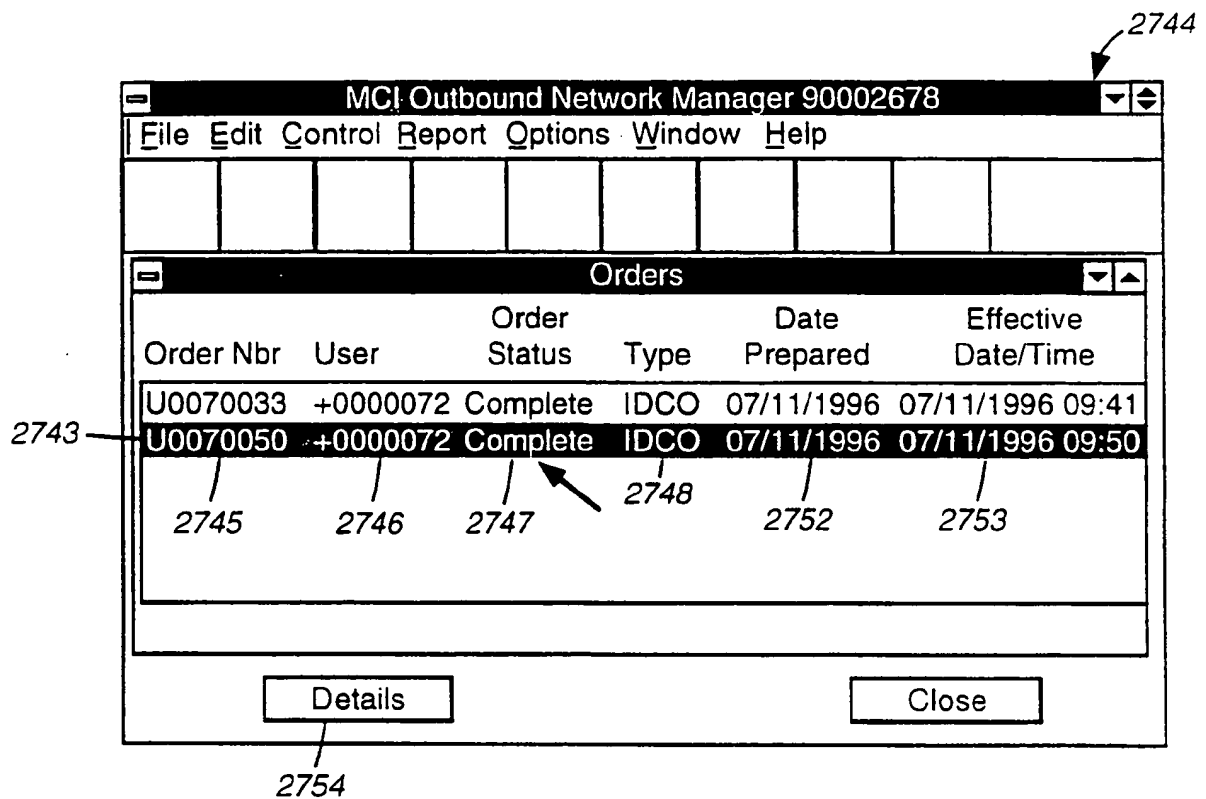 2744
MCI Outbound Network Manager 90002678
File Edit Control Report Options Window Help
Orders
Order Nbr User Order Status Type Date Prepared Effective Date/Time
U0070033 +0000072 Complete IDCO 07/11/1996 07/11/1996 09:41
2743 U0070050 +0000072 Complete IDCO 07/11/1996 07/11/1996 09:50
2745 2746 2747 2748 2752 2753
Details Close
2754